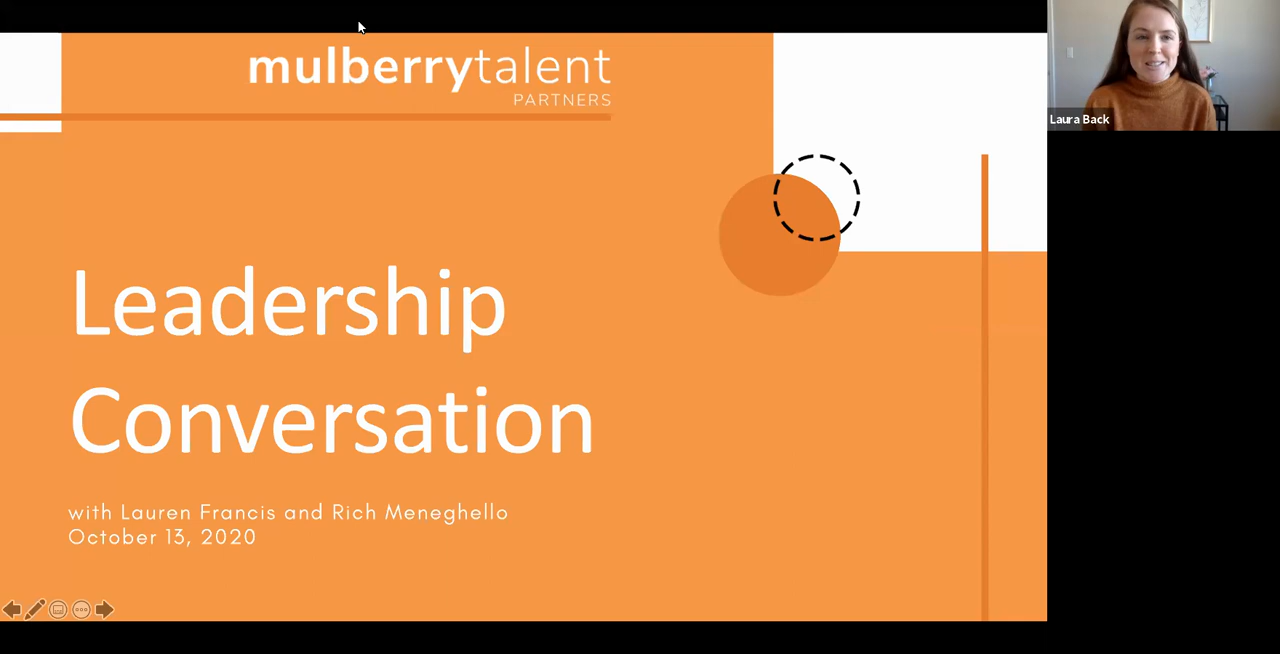 mulberrytalent
PARTNERS
Laura Back
Leadership
Conversation
with Lauren Francis and Rich Meneghello
October 13, 2020